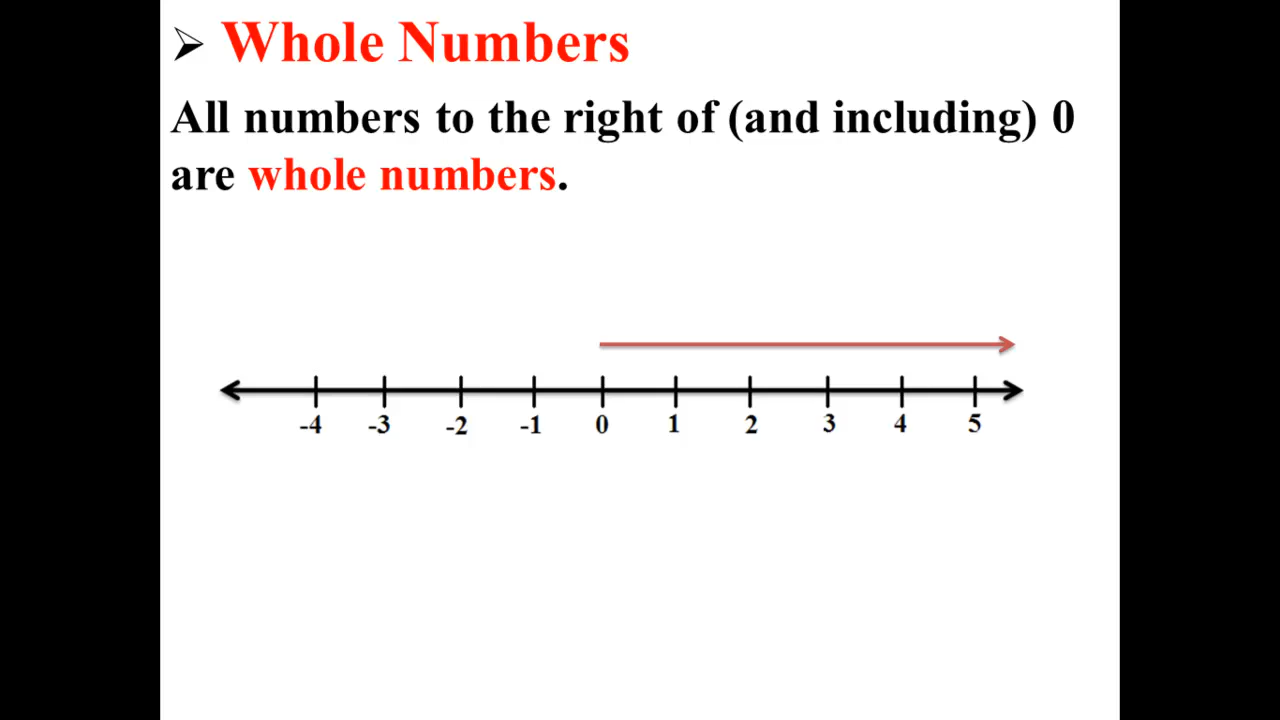 ➢ Whole Numbers
All numbers to the right of (and including) 0
are whole numbers.
-4 -3 -2 -1 0 1 2 3 4 5